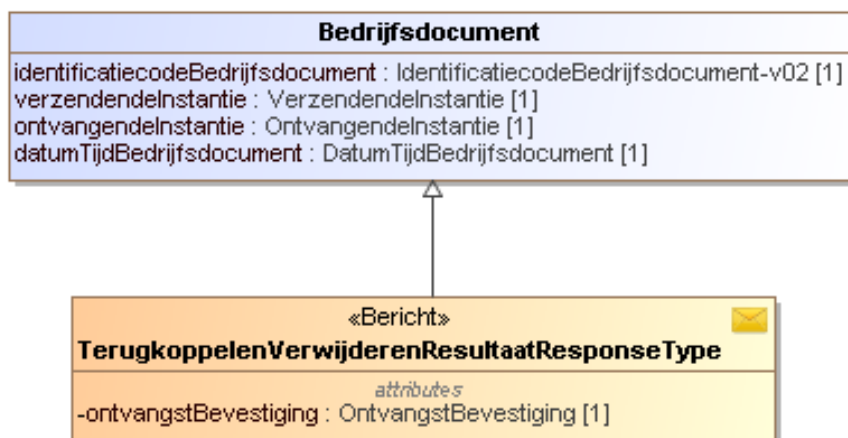 Bedrijfsdocument
identificatiecodeBedrijfsdocument : IdentificatiecodeBedrijfsdocument-v02 [1]
verzendendeInstantie : VerzendendeInstantie [1]
ontvangendeInstantie : OntvangendeInstantie [1]
datumTijdBedrijfsdocument : DatumTijdBedrijfsdocument [1]
«Bericht»
TerugkoppelenVerwijderenResultaatResponseType
attributes
-ontvangstBevestiging : OntvangstBevestiging [1]